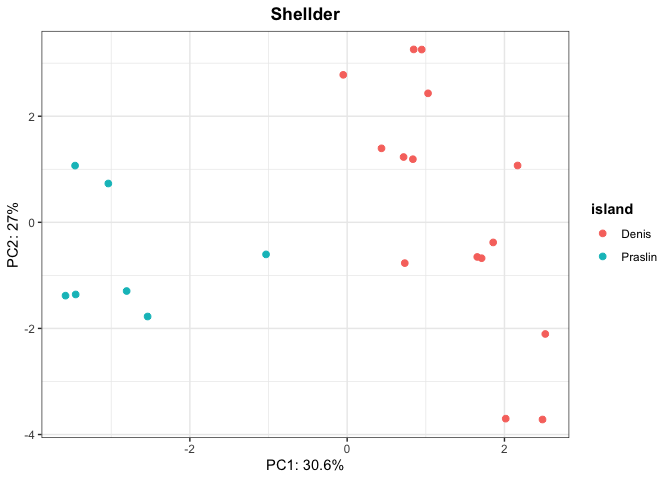 Shellder
PC2: 27%
2
0
-2
-4
-2
0
2
PC1: 30.6%
island
Denis
Praslin